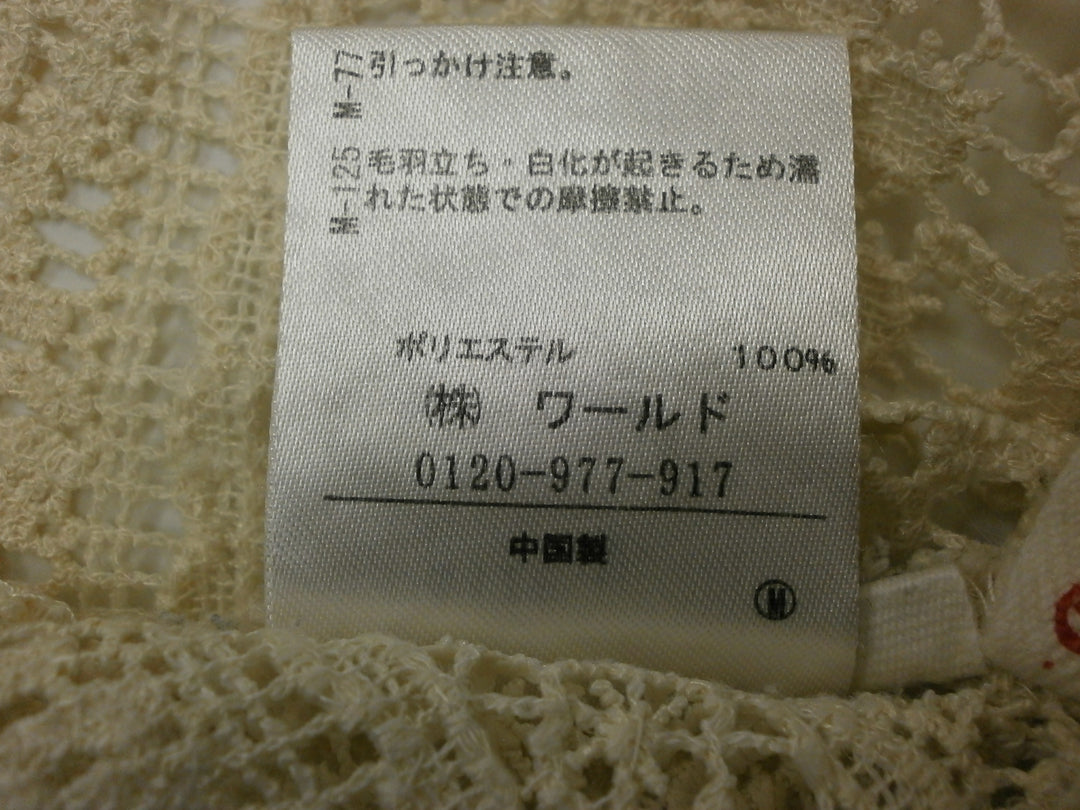 M-77 引っかけ注意。
M-125 毛羽立ち・白化が起きるため濡
れた状態での摩擦禁止。
ポリエステル 100%
㈱ ワールド
0120-977-917
中国製
Ⓜ